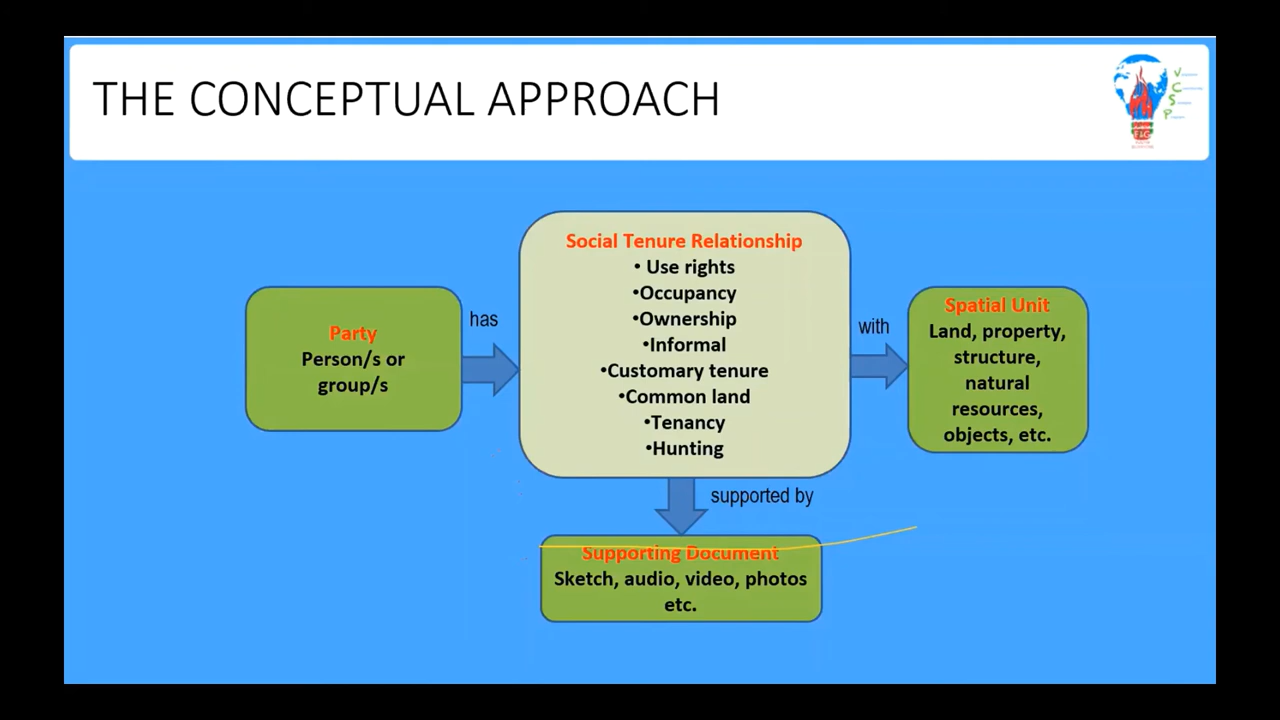 THE CONCEPTUAL APPROACH
V
C
S
P
Party
Person/s or
group/s
has
Social Tenure Relationship
• Use rights
•Occupancy
•Ownership
•Informal
•Customary tenure
•Common land
•Tenancy
•Hunting
with
Spatial Unit
Land, property,
structure,
natural
resources,
objects, etc.
supported by
Supporting Document
Sketch, audio, video, photos
etc.